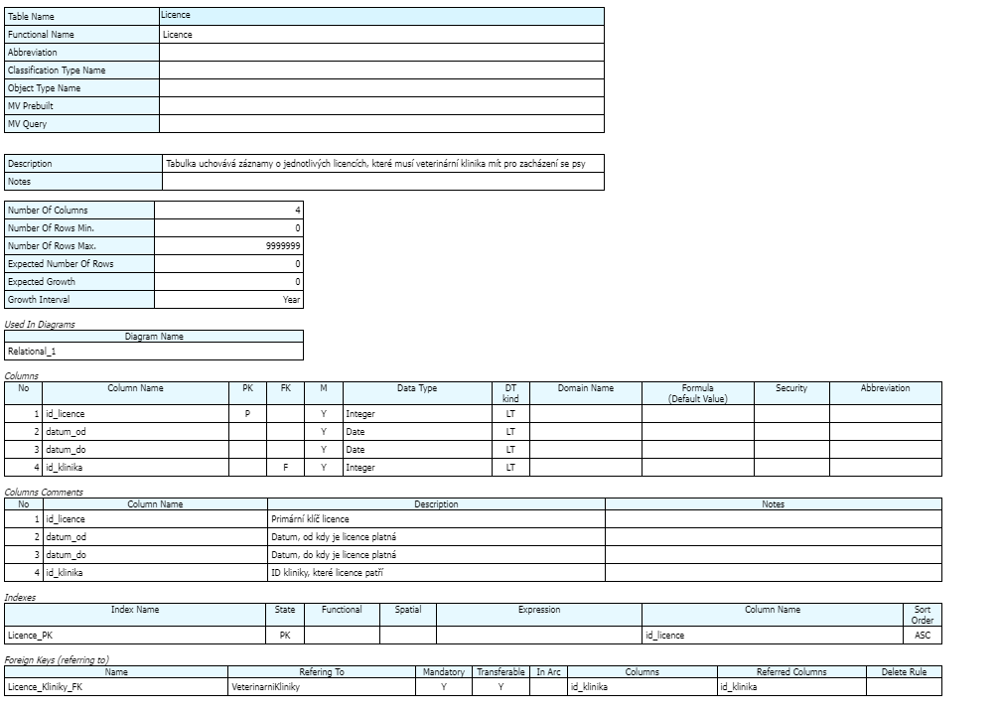 Table Name Licence
Functional Name Licence
Abbreviation
Classification Type Name
Object Type Name
MV Prebuilt
MV Query
Description Tabulka uchovává záznamy o jednotlivých licencích, které musí veterinární klinika mít pro zacházení se psy
Notes
Number Of Columns 4
Number Of Rows Min. 0
Number Of Rows Max. 9999999
Expected Number Of Rows 0
Expected Growth 0
Growth Interval Year
Used In Diagrams
Diagram Name
Relational_1
Columns
No Column Name PK FK M Data Type DT kind Domain Name Formula (Default Value) Security Abbreviation
1 id_licence P Y Integer LT
2 datum_od Y Date LT
3 datum_do Y Date LT
4 id_klinika F Y Integer LT
Columns Comments
No Column Name Description Notes
1 id_licence Primární klíč licence
2 datum_od Datum, od kdy je licence platná
3 datum_do Datum, do kdy je licence platná
4 id_klinika ID kliniky, které licence patří
Indexes
Index Name State Functional Spatial Expression Column Name Sort Order
Licence_PK PK id_licence ASC
Foreign Keys (referring to)
Name Refering To Mandatory Transferable In Arc Columns Referred Columns Delete Rule
Licence_Kliniky_FK VeterinarniKliniky Y Y id_klinika id_klinika